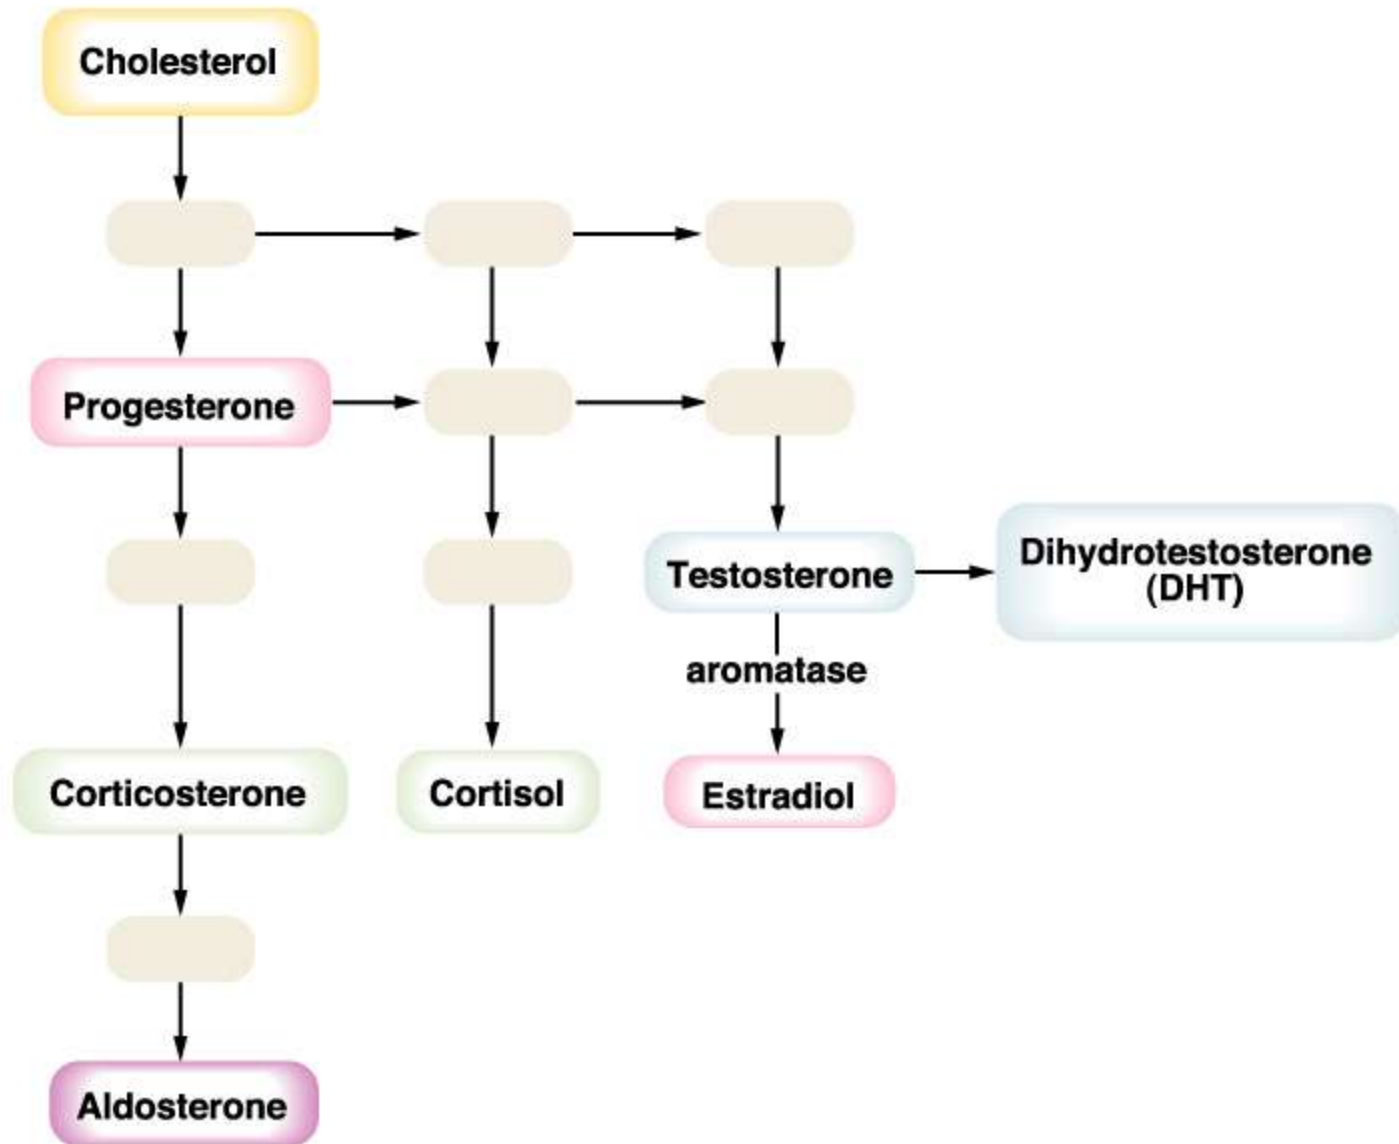 Cholesterol
Progesterone
Testosterone
Dihydrotestosterone
(DHT)
aromatase
Corticosterone
Cortisol
Estradiol
Aldosterone